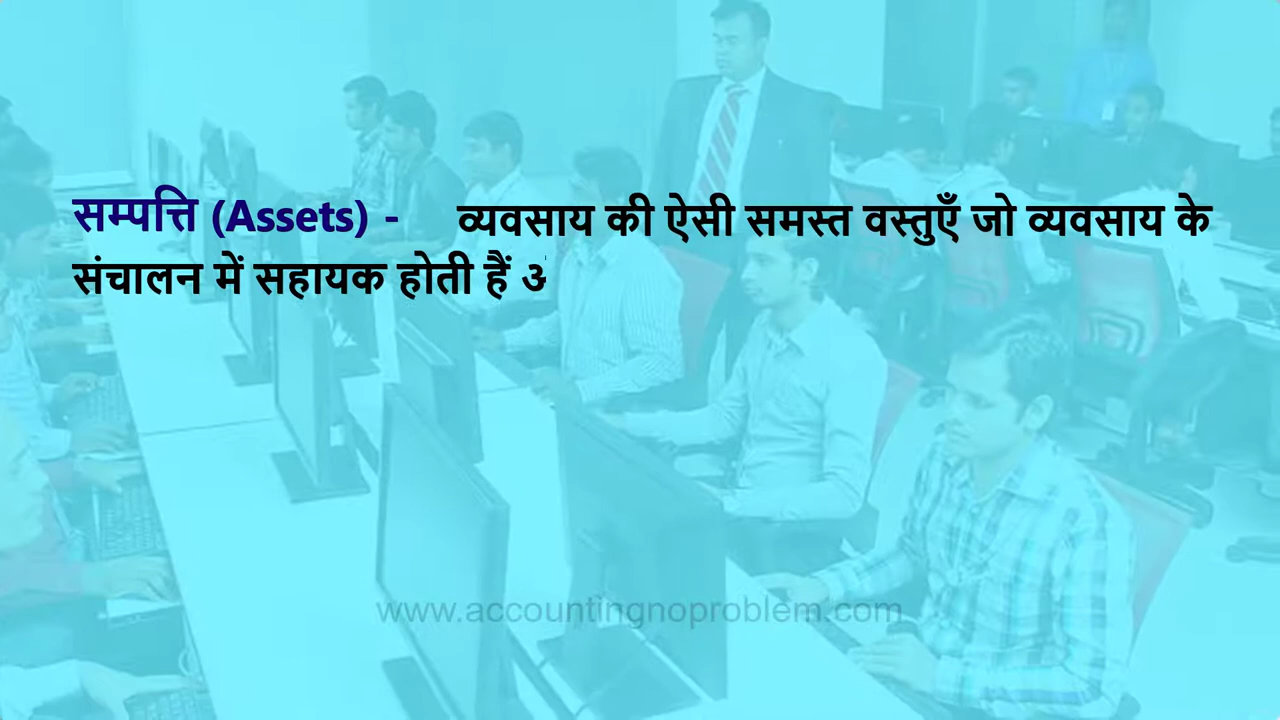 सम्पत्ति (Assets) - व्यवसाय की ऐसी समस्त वस्तुएँ जो व्यवसाय के
संचालन में सहायक होती हैं
www.accountingnoproblem.com